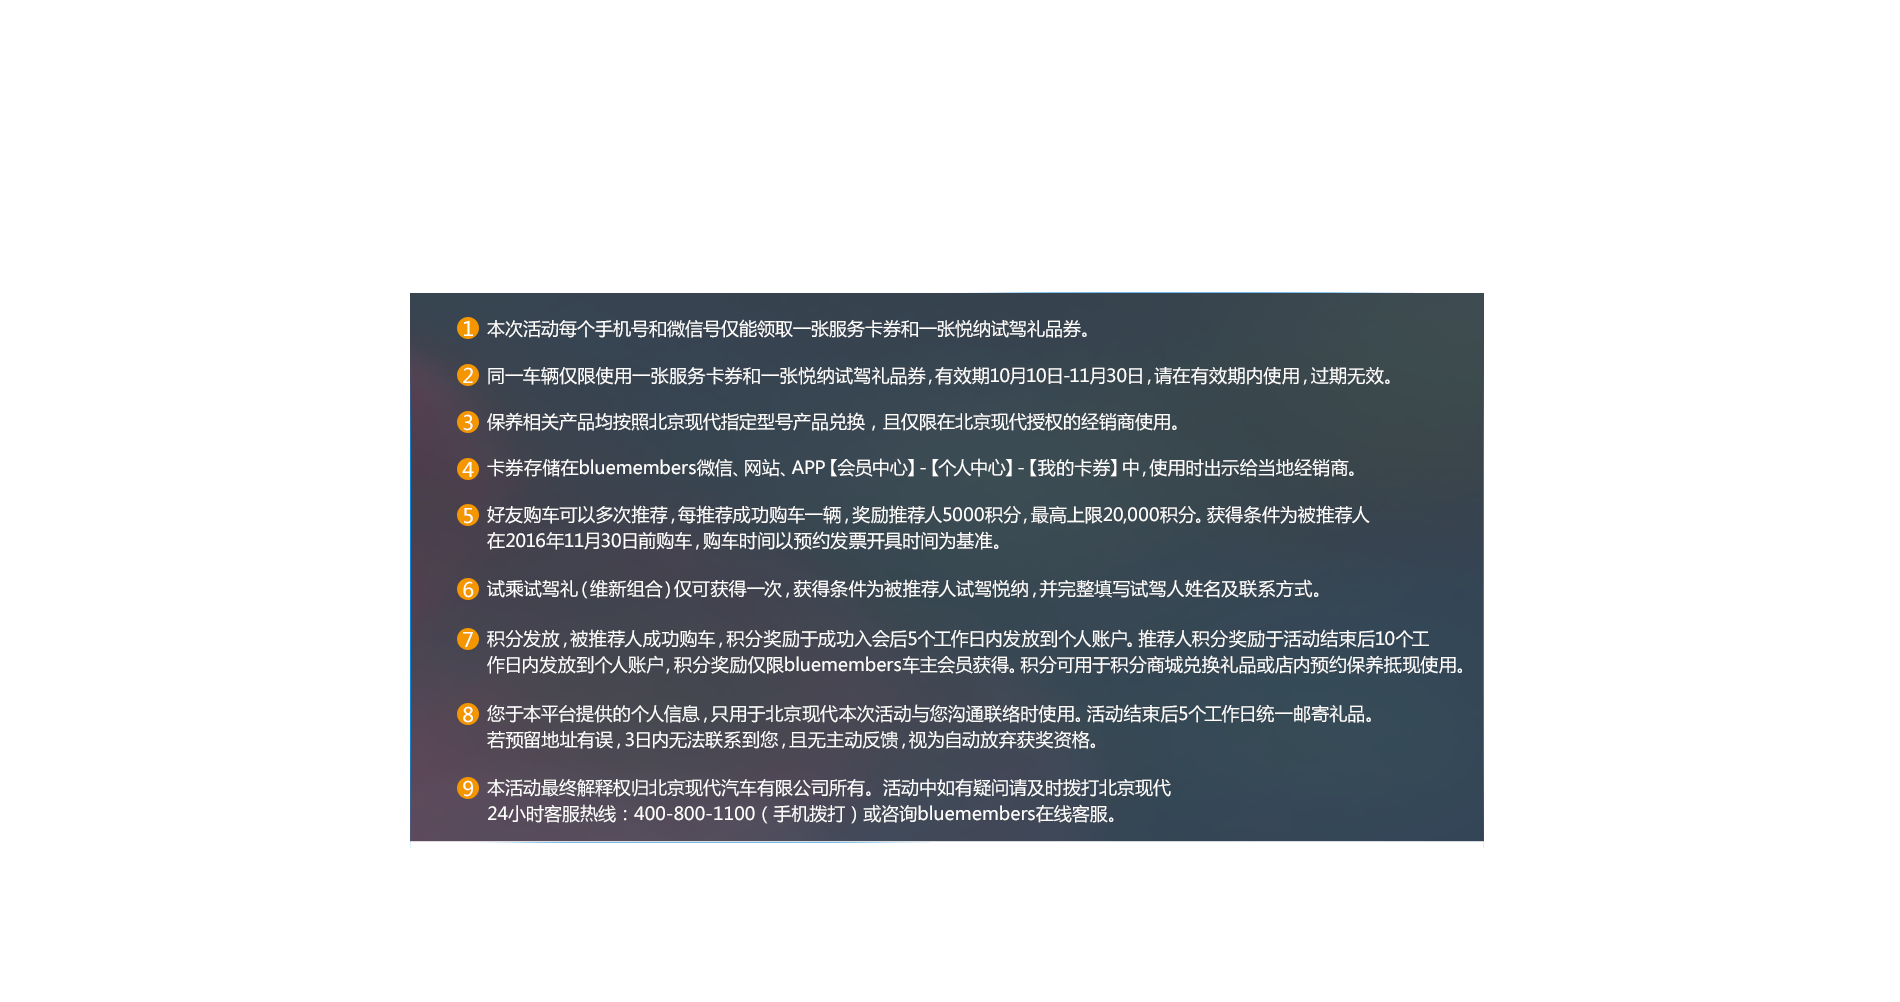 1 本次活动每个手机号和微信号仅能领取一张服务卡券和一张悦纳试驾礼品券。
2 同一车辆仅限使用一张服务卡券和一张悦纳试驾礼品券,有效期10月10日-11月30日,请在有效期内使用,过期无效。
3 保养相关产品均按照北京现代指定型号产品兑换，且仅限在北京现代授权的经销商使用。
4 卡券存储在bluemembers微信、网站、APP【会员中心】-【个人中心】-【我的卡券】中,使用时出示给当地经销商。
5 好友购车可以多次推荐,每推荐成功购车一辆,奖励推荐人5000积分,最高上限20,000积分。获得条件为被推荐人
在2016年11月30日前购车,购车时间以预约发票开具时间为基准。
6 试乘试驾礼(维新组合)仅可获得一次,获得条件为被推荐人试驾悦纳,并完整填写试驾人姓名及联系方式。
7 积分发放,被推荐人成功购车,积分奖励于成功入会后5个工作日内发放到个人账户。推荐人积分奖励于活动结束后10个工
作日内发放到个人账户,积分奖励仅限bluemembers车主会员获得。积分可用于积分商城兑换礼品或店内预约保养抵现使用。
8 您于本平台提供的个人信息,只用于北京现代本次活动与您沟通联络时使用。活动结束后5个工作日统一邮寄礼品。
若预留地址有误,3日内无法联系到您,且无主动反馈,视为自动放弃获奖资格。
9 本活动最终解释权归北京现代汽车有限公司所有。活动中如有疑问请及时拨打北京现代
24小时客服热线：400-800-1100（手机拨打）或咨询bluemembers在线客服。